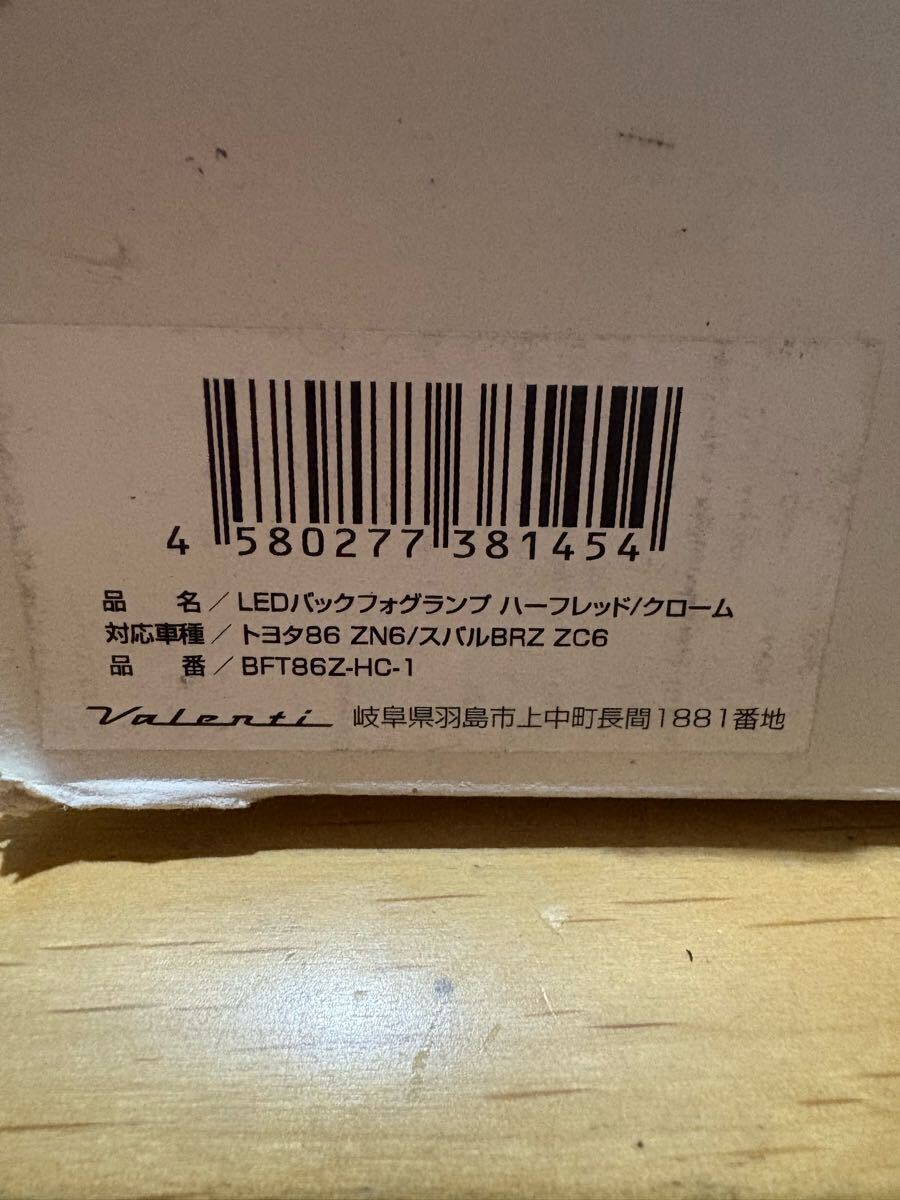 4 580277 381454
品 名/LEDバックフォグランプ ハーフレッド/クローム
対応車種/トヨタ86 ZN6/スバルBRZ ZC6
品 番/BFT86Z-HC-1
Valenti 岐阜県羽島市上中町長間1881番地